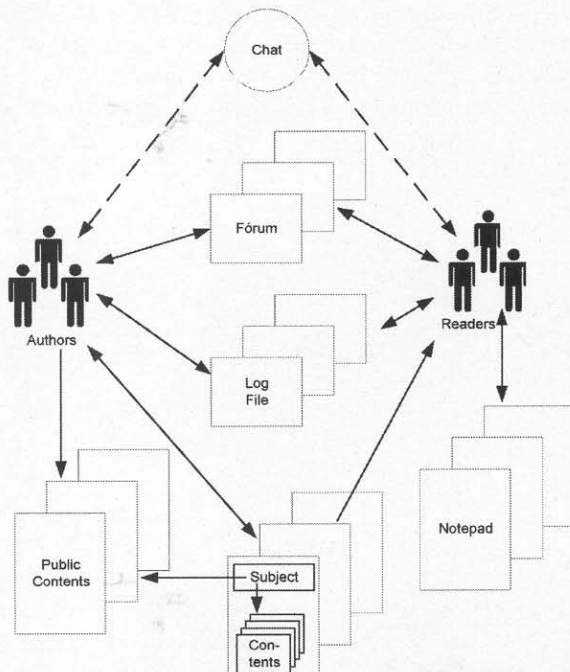 Chat
Fórum
Authors
Readers
Log
File
Public
Contents
Subject
Notepad
Con-
tents